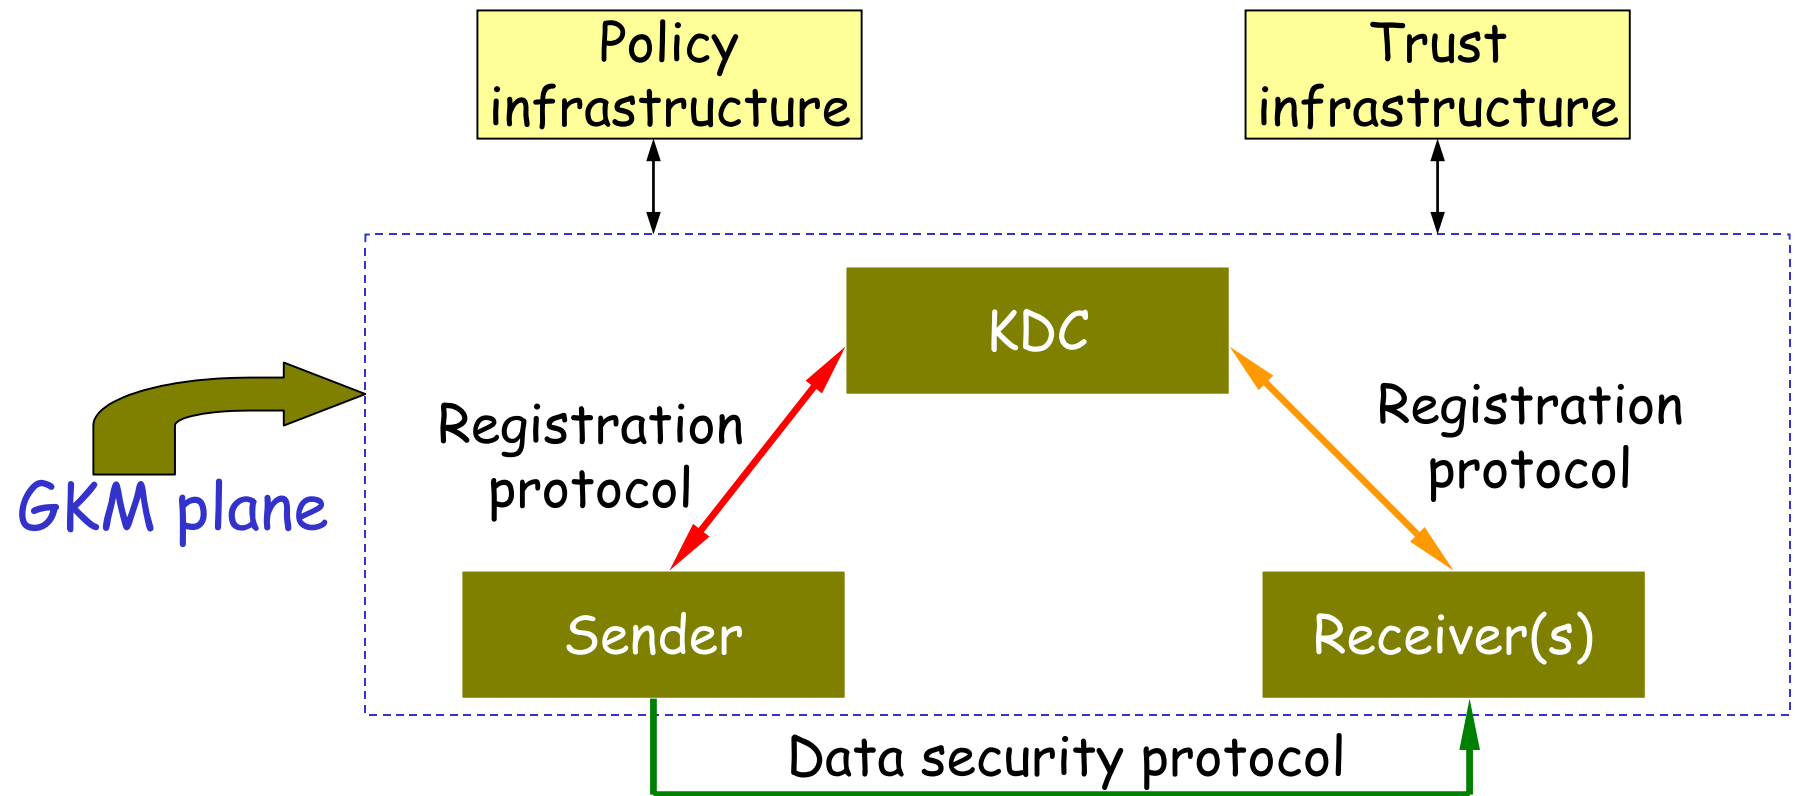 Policy
infrastructure
Trust
infrastructure
KDC
Registration
protocol
Registration
protocol
GKM plane
Sender
Receiver(s)
Data security protocol